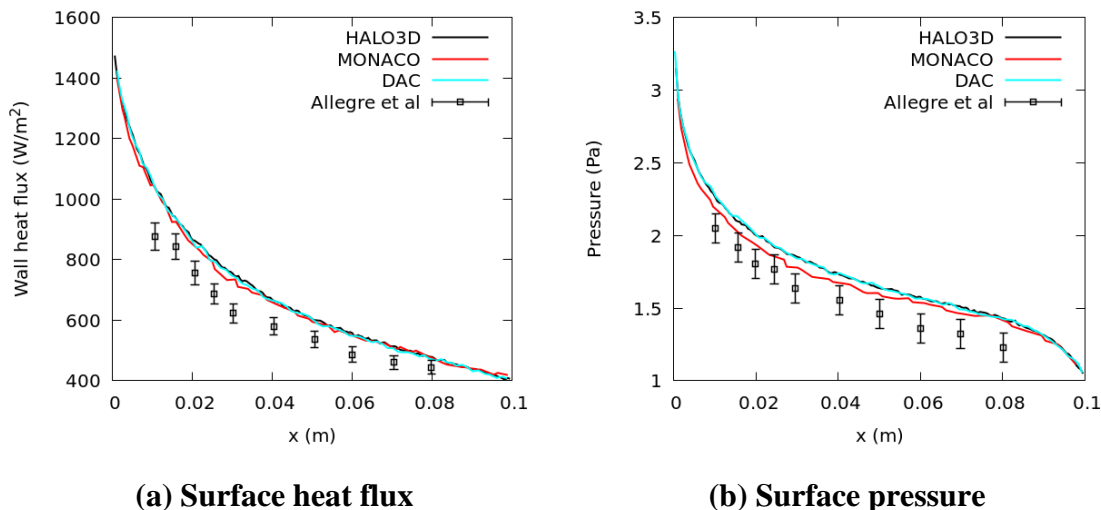 1600
1400
1200
1000
800
600
400
0
0.02
0.04
0.06
0.08
0.1
Wall heat flux (W/m²)
x (m)
HALO3D
MONACO
DAC
Allegre et al
(a) Surface heat flux
3.5
3
2.5
2
1.5
1
0
0.02
0.04
0.06
0.08
0.1
Pressure (Pa)
x (m)
HALO3D
MONACO
DAC
Allegre et al
(b) Surface pressure